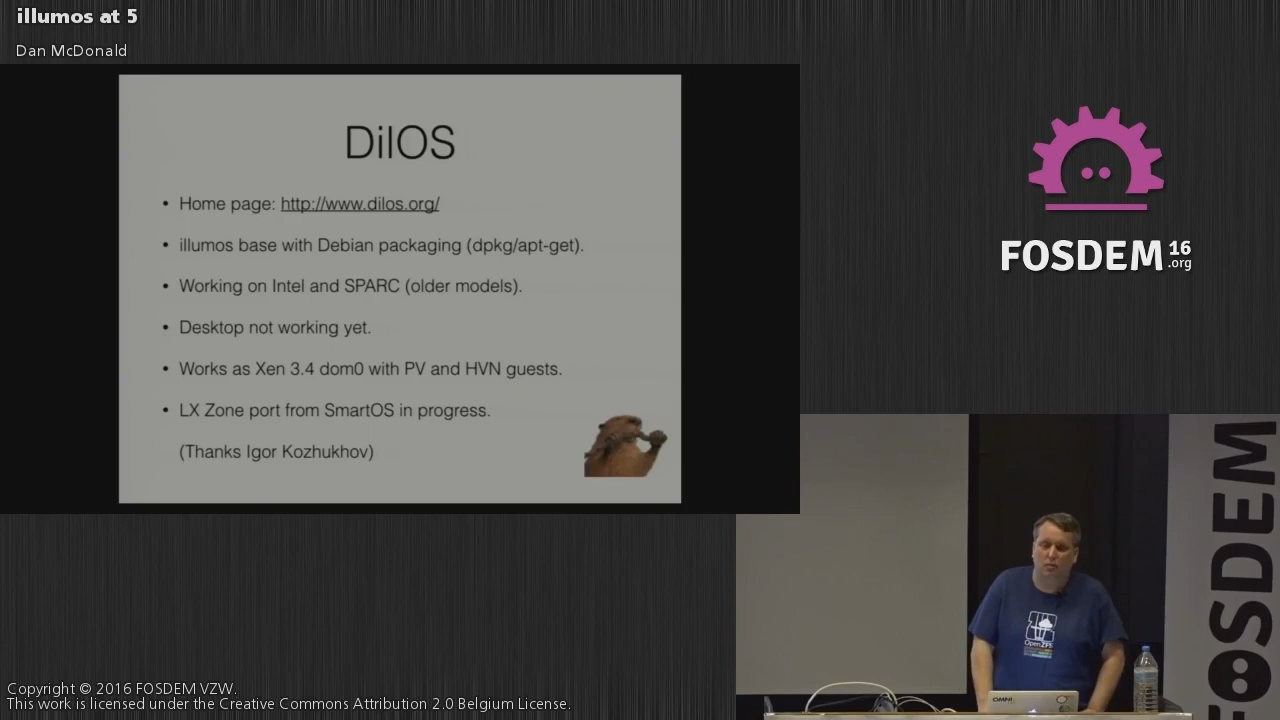 illumos at 5
Dan McDonald
DilOS
• Home page: http://www.dilos.org/
• illumos base with Debian packaging (dpkg/apt-get).
• Working on Intel and SPARC (older models).
• Desktop not working yet.
• Works as Xen 3.4 dom0 with PV and HVN guests.
• LX Zone port from SmartOS in progress.
(Thanks Igor Kozhukhov)
FOSDEM 16
.org
FOSDEM
OpenZFS
OMNI
Copyright © 2016 FOSDEM VZW.
This work is licensed under the Creative Commons Attribution 2. Belgium License